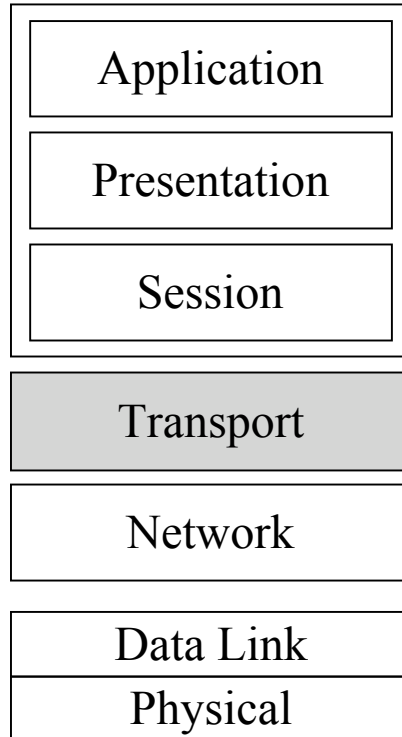 Application
Presentation
Session
Transport
Network
Data Link
Physical